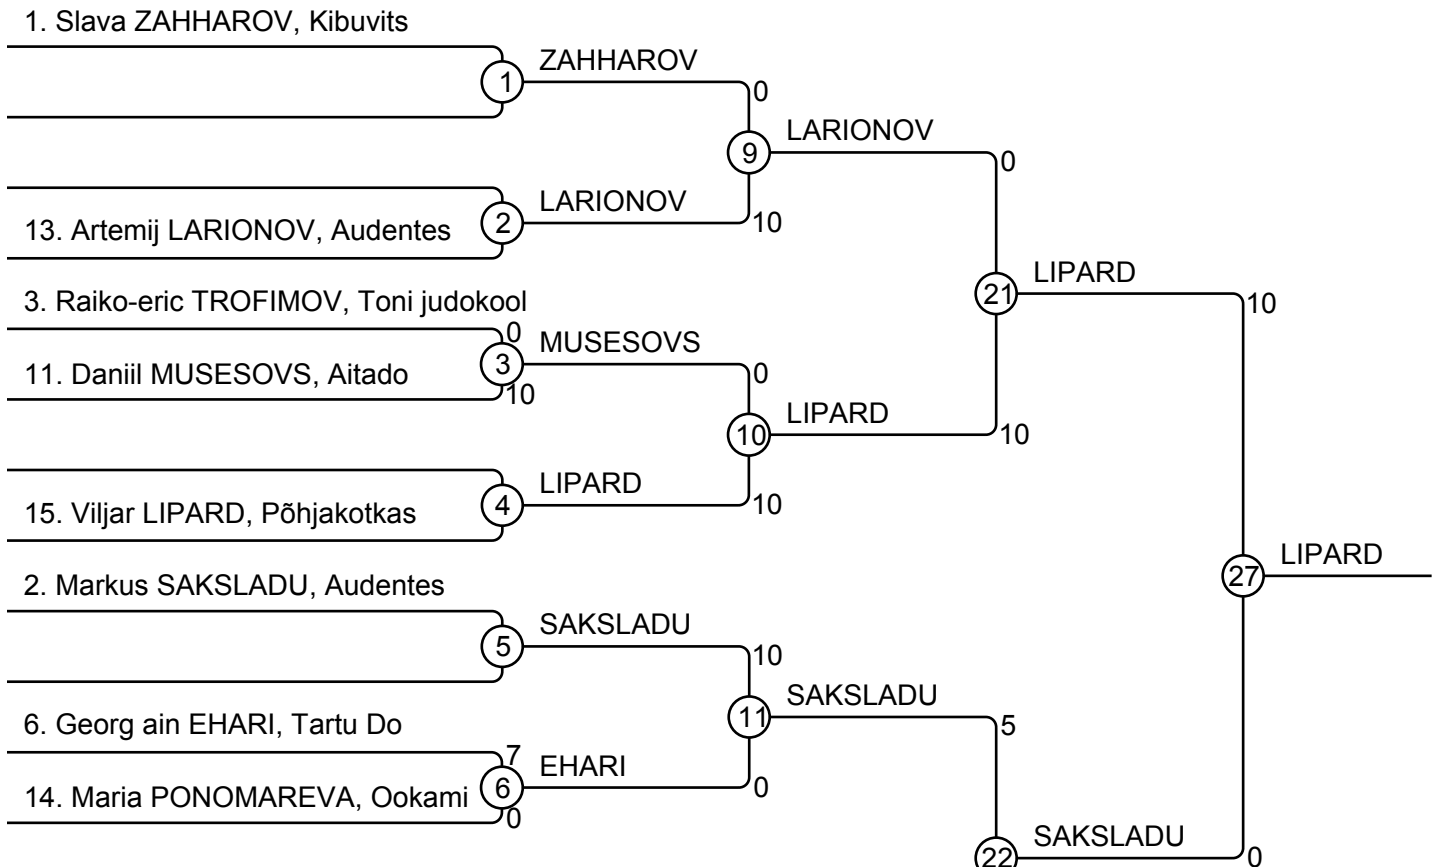 1. Slava ZAHHAROV, Kibuvits
ZAHHAROV
1
0
LARIONOV
9
0
LARIONOV
13. Artemij LARIONOV, Audentes
2
10
LIPARD
21
10
3. Raiko-eric TROFIMOV, Toni judokool
0
MUSESOVS
3
11. Daniil MUSESOVS, Aitado
0
10
LIPARD
10
10
LIPARD
15. Viljar LIPARD, Põhjakotkas
4
10
LIPARD
27
2. Markus SAKSLADU, Audentes
SAKSLADU
5
10
SAKSLADU
11
5
6. Georg ain EHARI, Tartu Do
7
EHARI
6
0
14. Maria PONOMAREVA, Ookami
0
SAKSLADU
22
0